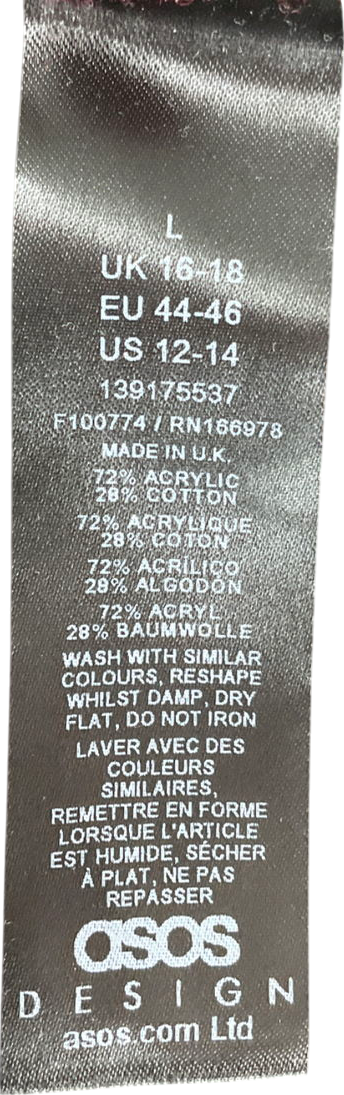 L
UK 16-18
EU 44-46
US 12-14
139175537
F100774 / RN166978
MADE IN U.K.
72% ACRYLIC
28% COTTON
72% ACRYLIQUE
28% COTON
72% ACRÍLICO
28% ALGODÓN
72% ACRYL,
28% BAUMWOLLE
WASH WITH SIMILAR
COLOURS, RESHAPE
WHILST DAMP, DRY
FLAT, DO NOT IRON
LAVER AVEC DES
COULEURS
SIMILAIRES,
REMETTRE EN FORME
LORSQUE L'ARTICLE
EST HUMIDE, SÉCHER
À PLAT, NE PAS
REPASSER
asos
DESIGN
asos.com Ltd